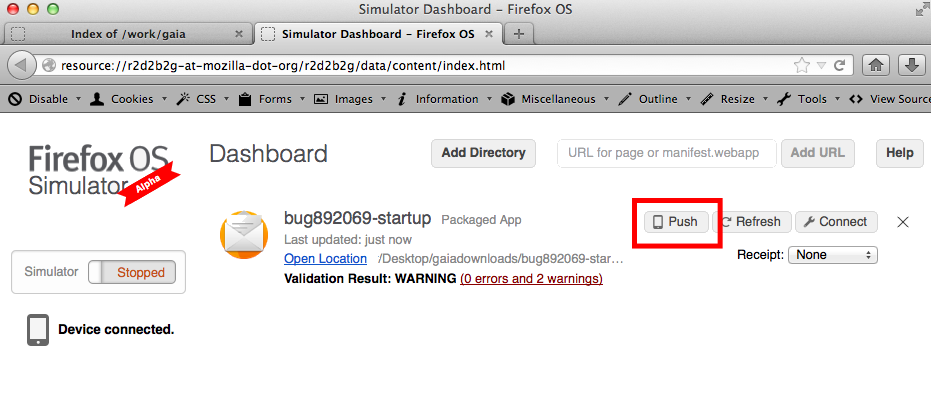 Simulator Dashboard – Firefox OS
Index of /work/gaia
Simulator Dashboard – Firefox OS
resource://r2d2b2g-at-mozilla-dot-org/r2d2b2g/data/content/index.html
Disable Cookies CSS Forms Images Information Miscellaneous Outline Resize Tools View Source
Firefox OS
Simulator
Alpha
Dashboard
Add Directory
URL for page or manifest.webapp
Add URL
Help
bug892069-startup Packaged App
Push
Refresh
Connect
Last updated: just now
Open Location /Desktop/gaiadownloads/bug892069-star…
Receipt: None
Validation Result: WARNING (0 errors and 2 warnings)
Simulator Stopped
Device connected.